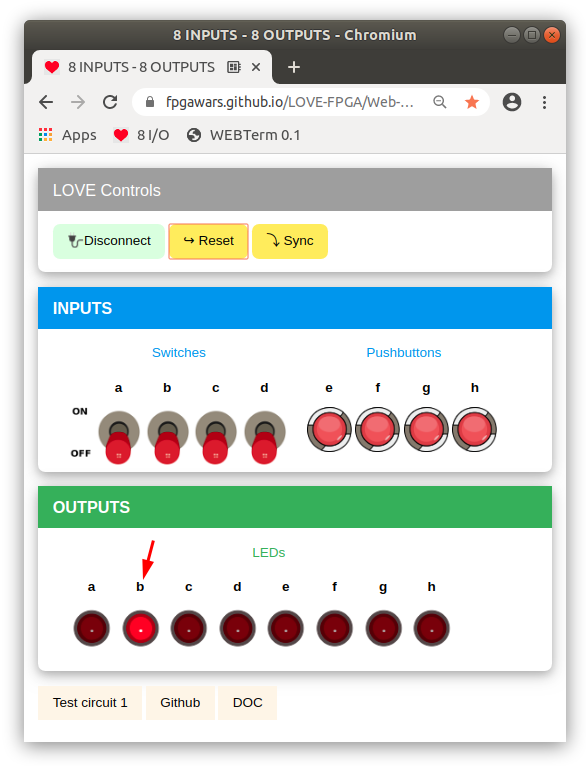 8 INPUTS - 8 OUTPUTS - Chromium
8 INPUTS - 8 OUTPUTS
fpgawars.github.io/LOVE-FPGA/Web-...
Apps 8 I/O WEBTerm 0.1
LOVE Controls
Disconnect ↪ Reset ⤵ Sync
INPUTS
Switches Pushbuttons
a b c d e f g h
ON
OFF
OUTPUTS
LEDs
a b c d e f g h
Test circuit 1 Github DOC